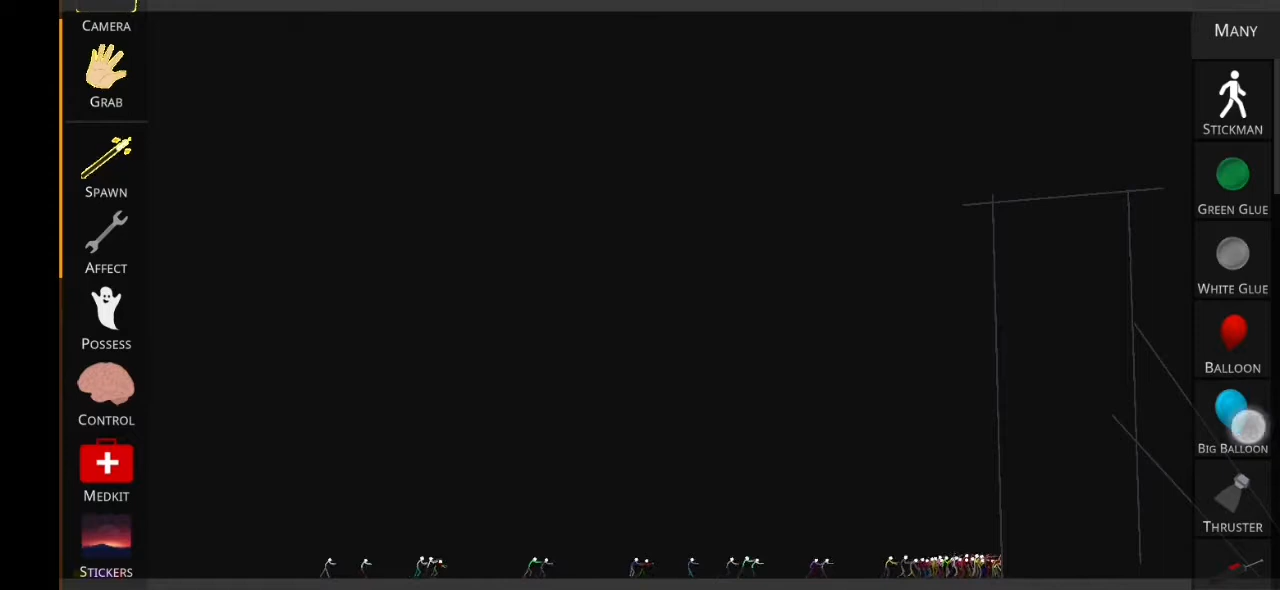 CAMERA
GRAB
SPAWN
AFFECT
POSSESS
CONTROL
MEDKIT
STICKERS
MANY
STICKMAN
GREEN GLUE
WHITE GLUE
BALLOON
BIG BALLOON
THRUSTER